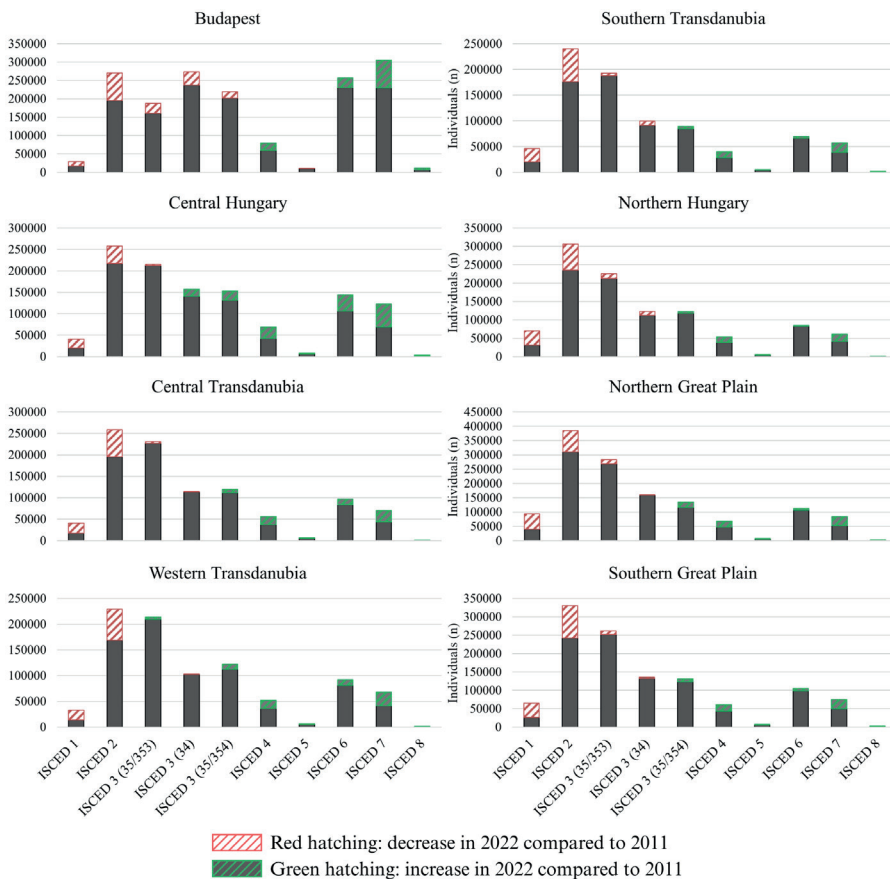 Budapest
350000
300000
250000
200000
150000
100000
50000
0
Southern Transdanubia
Individuals (n)
250000
200000
150000
100000
50000
0
Central Hungary
300000
250000
200000
150000
100000
50000
0
Northern Hungary
Individuals (n)
350000
300000
250000
200000
150000
100000
50000
0
Central Transdanubia
300000
250000
200000
150000
100000
50000
0
Northern Great Plain
Individuals (n)
450000
400000
350000
300000
250000
200000
150000
100000
50000
0
Western Transdanubia
250000
200000
150000
100000
50000
0
ISCED 1
ISCED 2
ISCED 3 (35/353)
ISCED 3 (34)
ISCED 3 (35/354)
ISCED 4
ISCED 5
ISCED 6
ISCED 7
ISCED 8
Southern Great Plain
Individuals (n)
350000
300000
250000
200000
150000
100000
50000
0
ISCED 1
ISCED 2
ISCED 3 (35/353)
ISCED 3 (34)
ISCED 3 (35/354)
ISCED 4
ISCED 5
ISCED 6
ISCED 7
ISCED 8
Red hatching: decrease in 2022 compared to 2011
Green hatching: increase in 2022 compared to 2011